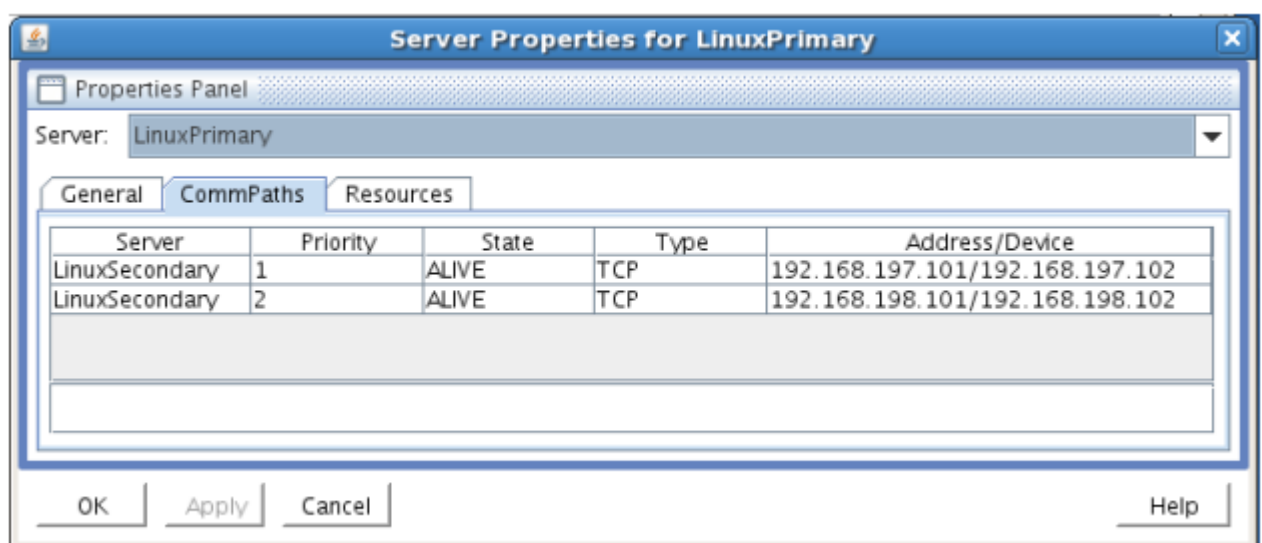 Server Properties for LinuxPrimary
Properties Panel
Server: LinuxPrimary
General CommPaths Resources
Server Priority State Type Address/Device
LinuxSecondary 1 ALIVE TCP 192.168.197.101/192.168.197.102
LinuxSecondary 2 ALIVE TCP 192.168.198.101/192.168.198.102
OK Apply Cancel Help